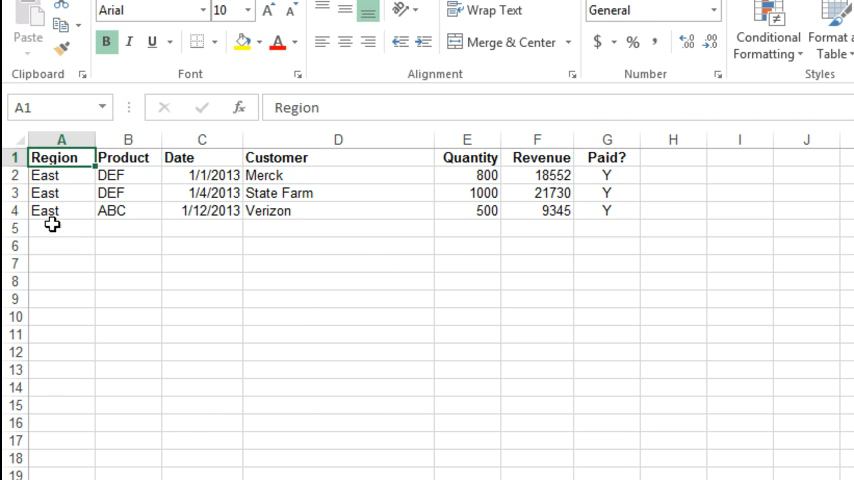 Arial 10 A A Wrap Text General
Paste B I U A Merge & Center $ % , .00 .0 Conditional Format a
Formatting Table
Clipboard Font Alignment Number Styles
A1 fx Region
A B C D E F G H I J
1 Region Product Date Customer Quantity Revenue Paid?
2 East DEF 1/1/2013 Merck 800 18552 Y
3 East DEF 1/4/2013 State Farm 1000 21730 Y
4 East ABC 1/12/2013 Verizon 500 9345 Y
5
6
7
8
9
10
11
12
13
14
15
16
17
18
19